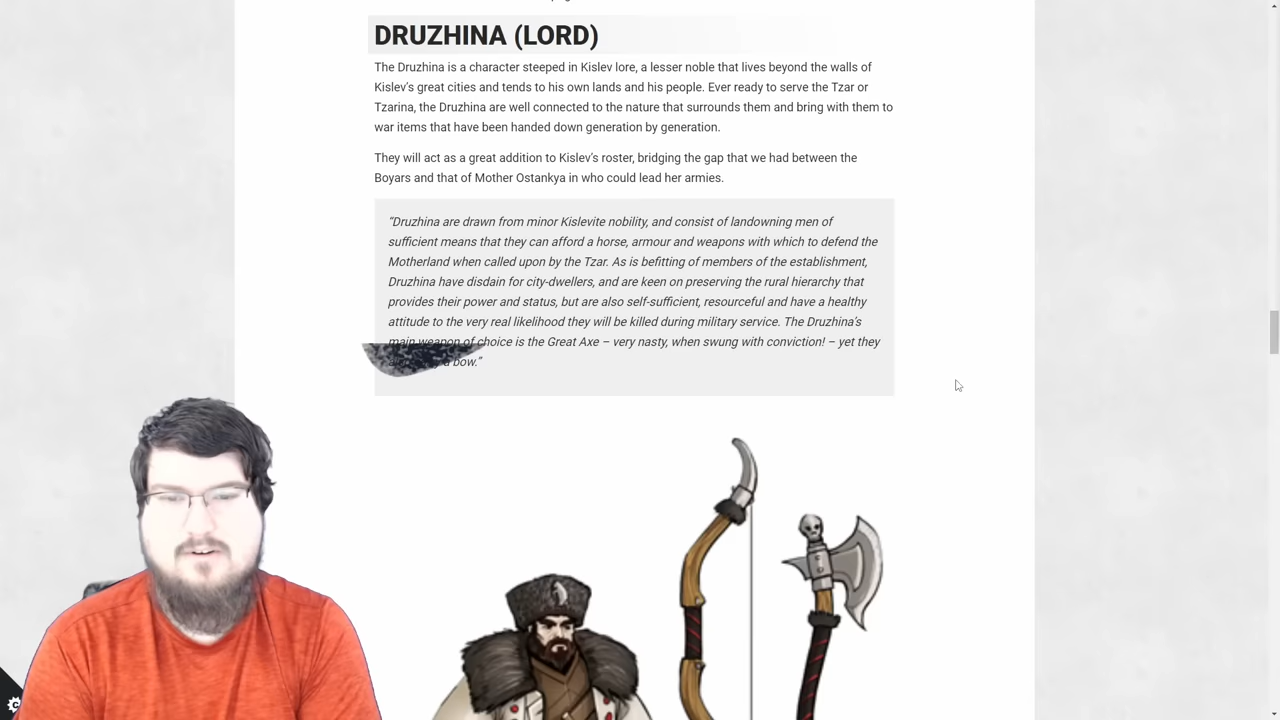 DRUZHINA (LORD)
The Druzhina is a character steeped in Kislev lore, a lesser noble that lives beyond the walls of
Kislev's great cities and tends to his own lands and his people. Ever ready to serve the Tzar or
Tzarina, the Druzhina are well connected to the nature that surrounds them and bring with them to
war items that have been handed down generation by generation.
They will act as a great addition to Kislev's roster, bridging the gap that we had between the
Boyars and that of Mother Ostankya in who could lead her armies.
"Druzhina are drawn from minor Kislevite nobility, and consist of landowning men of
sufficient means that they can afford a horse, armour and weapons with which to defend the
Motherland when called upon by the Tzar. As is befitting of members of the establishment,
Druzhina have disdain for city-dwellers, and are keen on preserving the rural hierarchy that
provides their power and status, but are also self-sufficient, resourceful and have a healthy
attitude to the very real likelihood they will be killed during military service. The Druzhina's
main weapon of choice is the Great Axe – very nasty, when swung with conviction! – yet they
a bow."